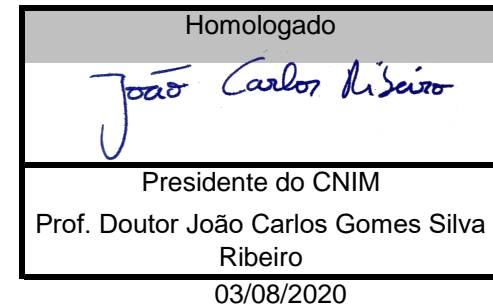 Homologado
João Carlos Ribeiro
Presidente do CNIM
Prof. Doutor João Carlos Gomes Silva
Ribeiro
03/08/2020